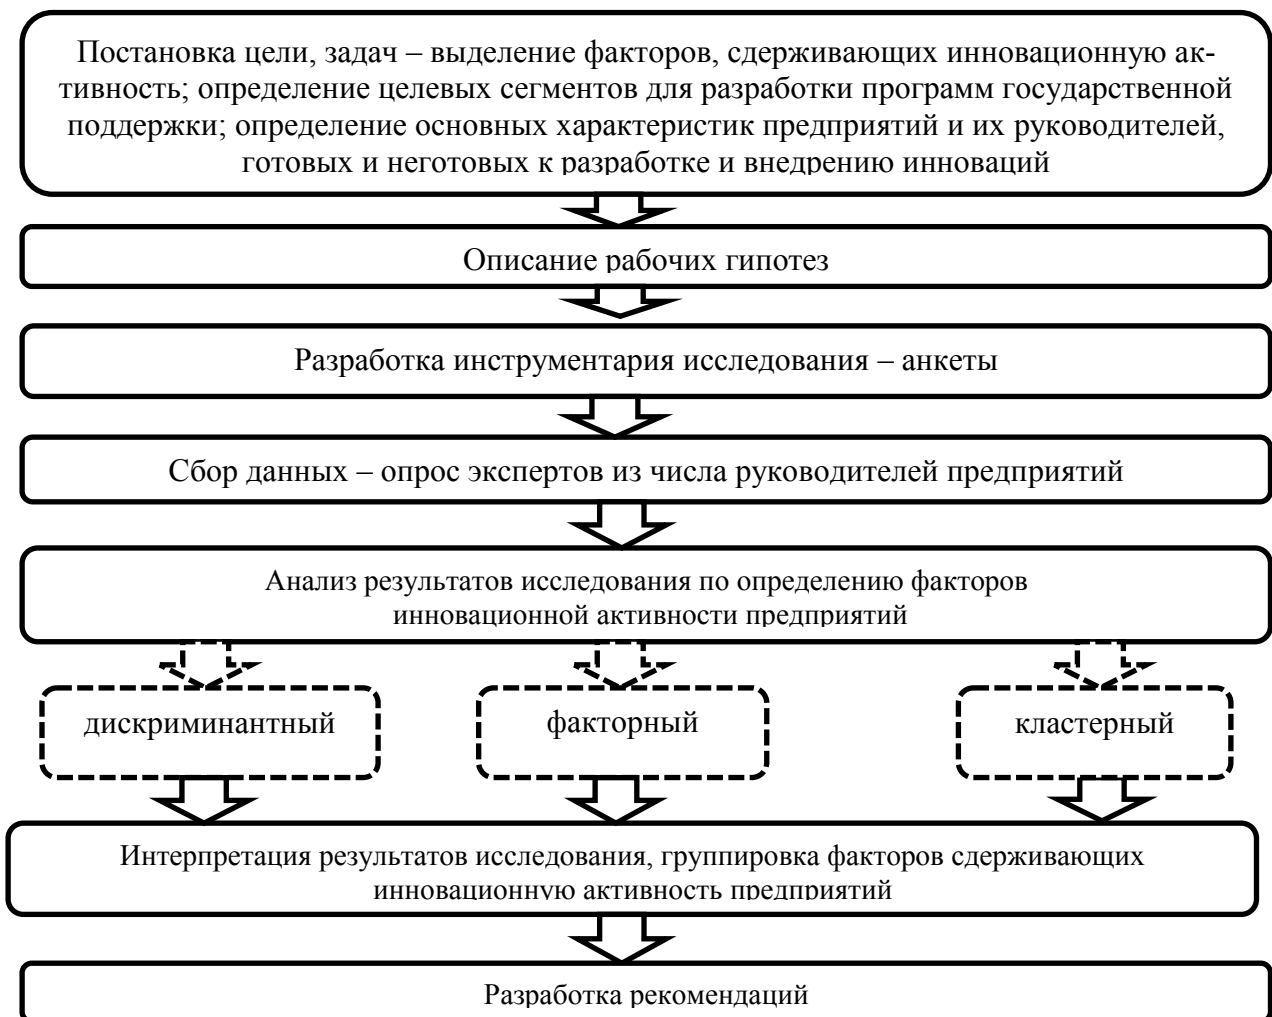 Постановка цели, задач – выделение факторов, сдерживающих инновационную ак-
тивность; определение целевых сегментов для разработки программ государственной
поддержки; определение основных характеристик предприятий и их руководителей,
готовых и неготовых к разработке и внедрению инноваций
Описание рабочих гипотез
Разработка инструментария исследования – анкеты
Сбор данных – опрос экспертов из числа руководителей предприятий
Анализ результатов исследования по определению факторов
инновационной активности предприятий
дискриминантный
факторный
кластерный
Интерпретация результатов исследования, группировка факторов сдерживающих
инновационную активность предприятий
Разработка рекомендаций